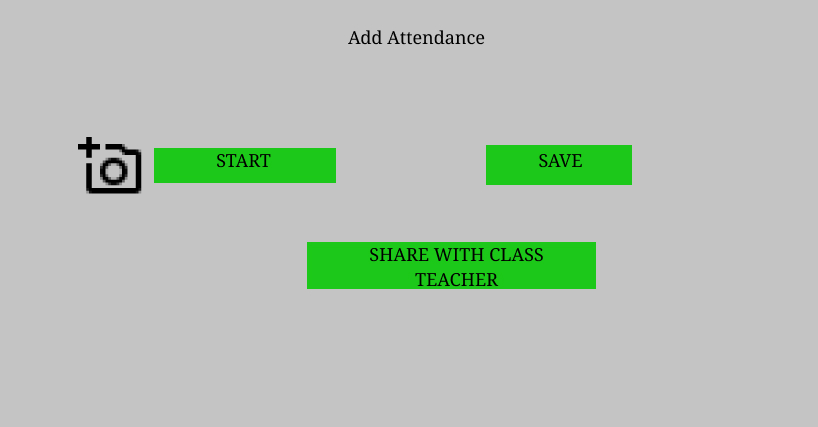 Add Attendance
START
SAVE
SHARE WITH CLASS
TEACHER